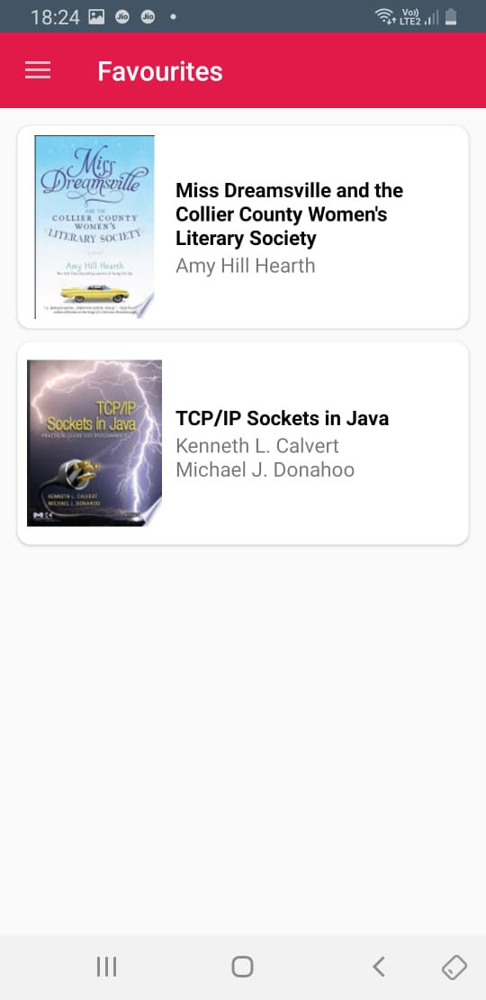 18:24
Jio Jio
Vo))
LTE2
Favourites
Miss
Dreamsville
AND THE
COLLIER COUNTY
WOMEN'S
LITERARY SOCIETY
a novel
Amy Hill Hearth
Miss Dreamsville and the
Collier County Women's
Literary Society
Amy Hill Hearth
TCP/IP
Sockets in Java
PRACTICAL GUIDE FOR PROGRAMMERS
KENNETH L. CALVERT
MICHAEL J. DONAHOO
MK
TCP/IP Sockets in Java
Kenneth L. Calvert
Michael J. Donahoo